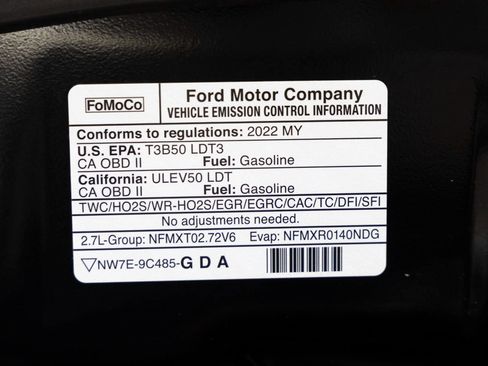 FoMoCo
Ford Motor Company
VEHICLE EMISSION CONTROL INFORMATION
Conforms to regulations: 2022 MY
U.S. EPA: T3B50 LDT3
CA OBD II Fuel: Gasoline
California: ULEV50 LDT
CA OBD II Fuel: Gasoline
TWC/HO2S/WR-HO2S/EGR/EGRC/CAC/TC/DFI/SFI
No adjustments needed.
2.7L-Group: NFMXT02.72V6 Evap: NFMXR0140NDG
▽NW7E-9C485-G D A